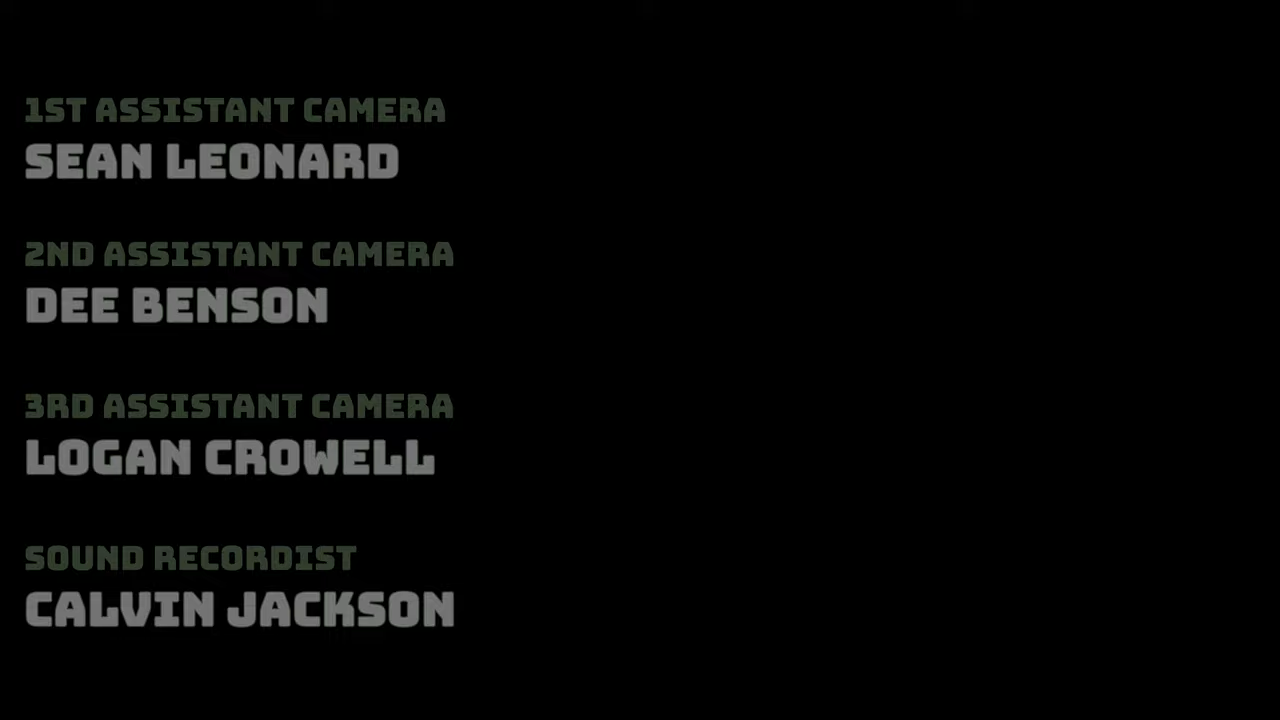 1ST ASSISTANT CAMERA
SEAN LEONARD
2ND ASSISTANT CAMERA
DEE BENSON
3RD ASSISTANT CAMERA
LOGAN CROWELL
SOUND RECORDIST
CALVIN JACKSON